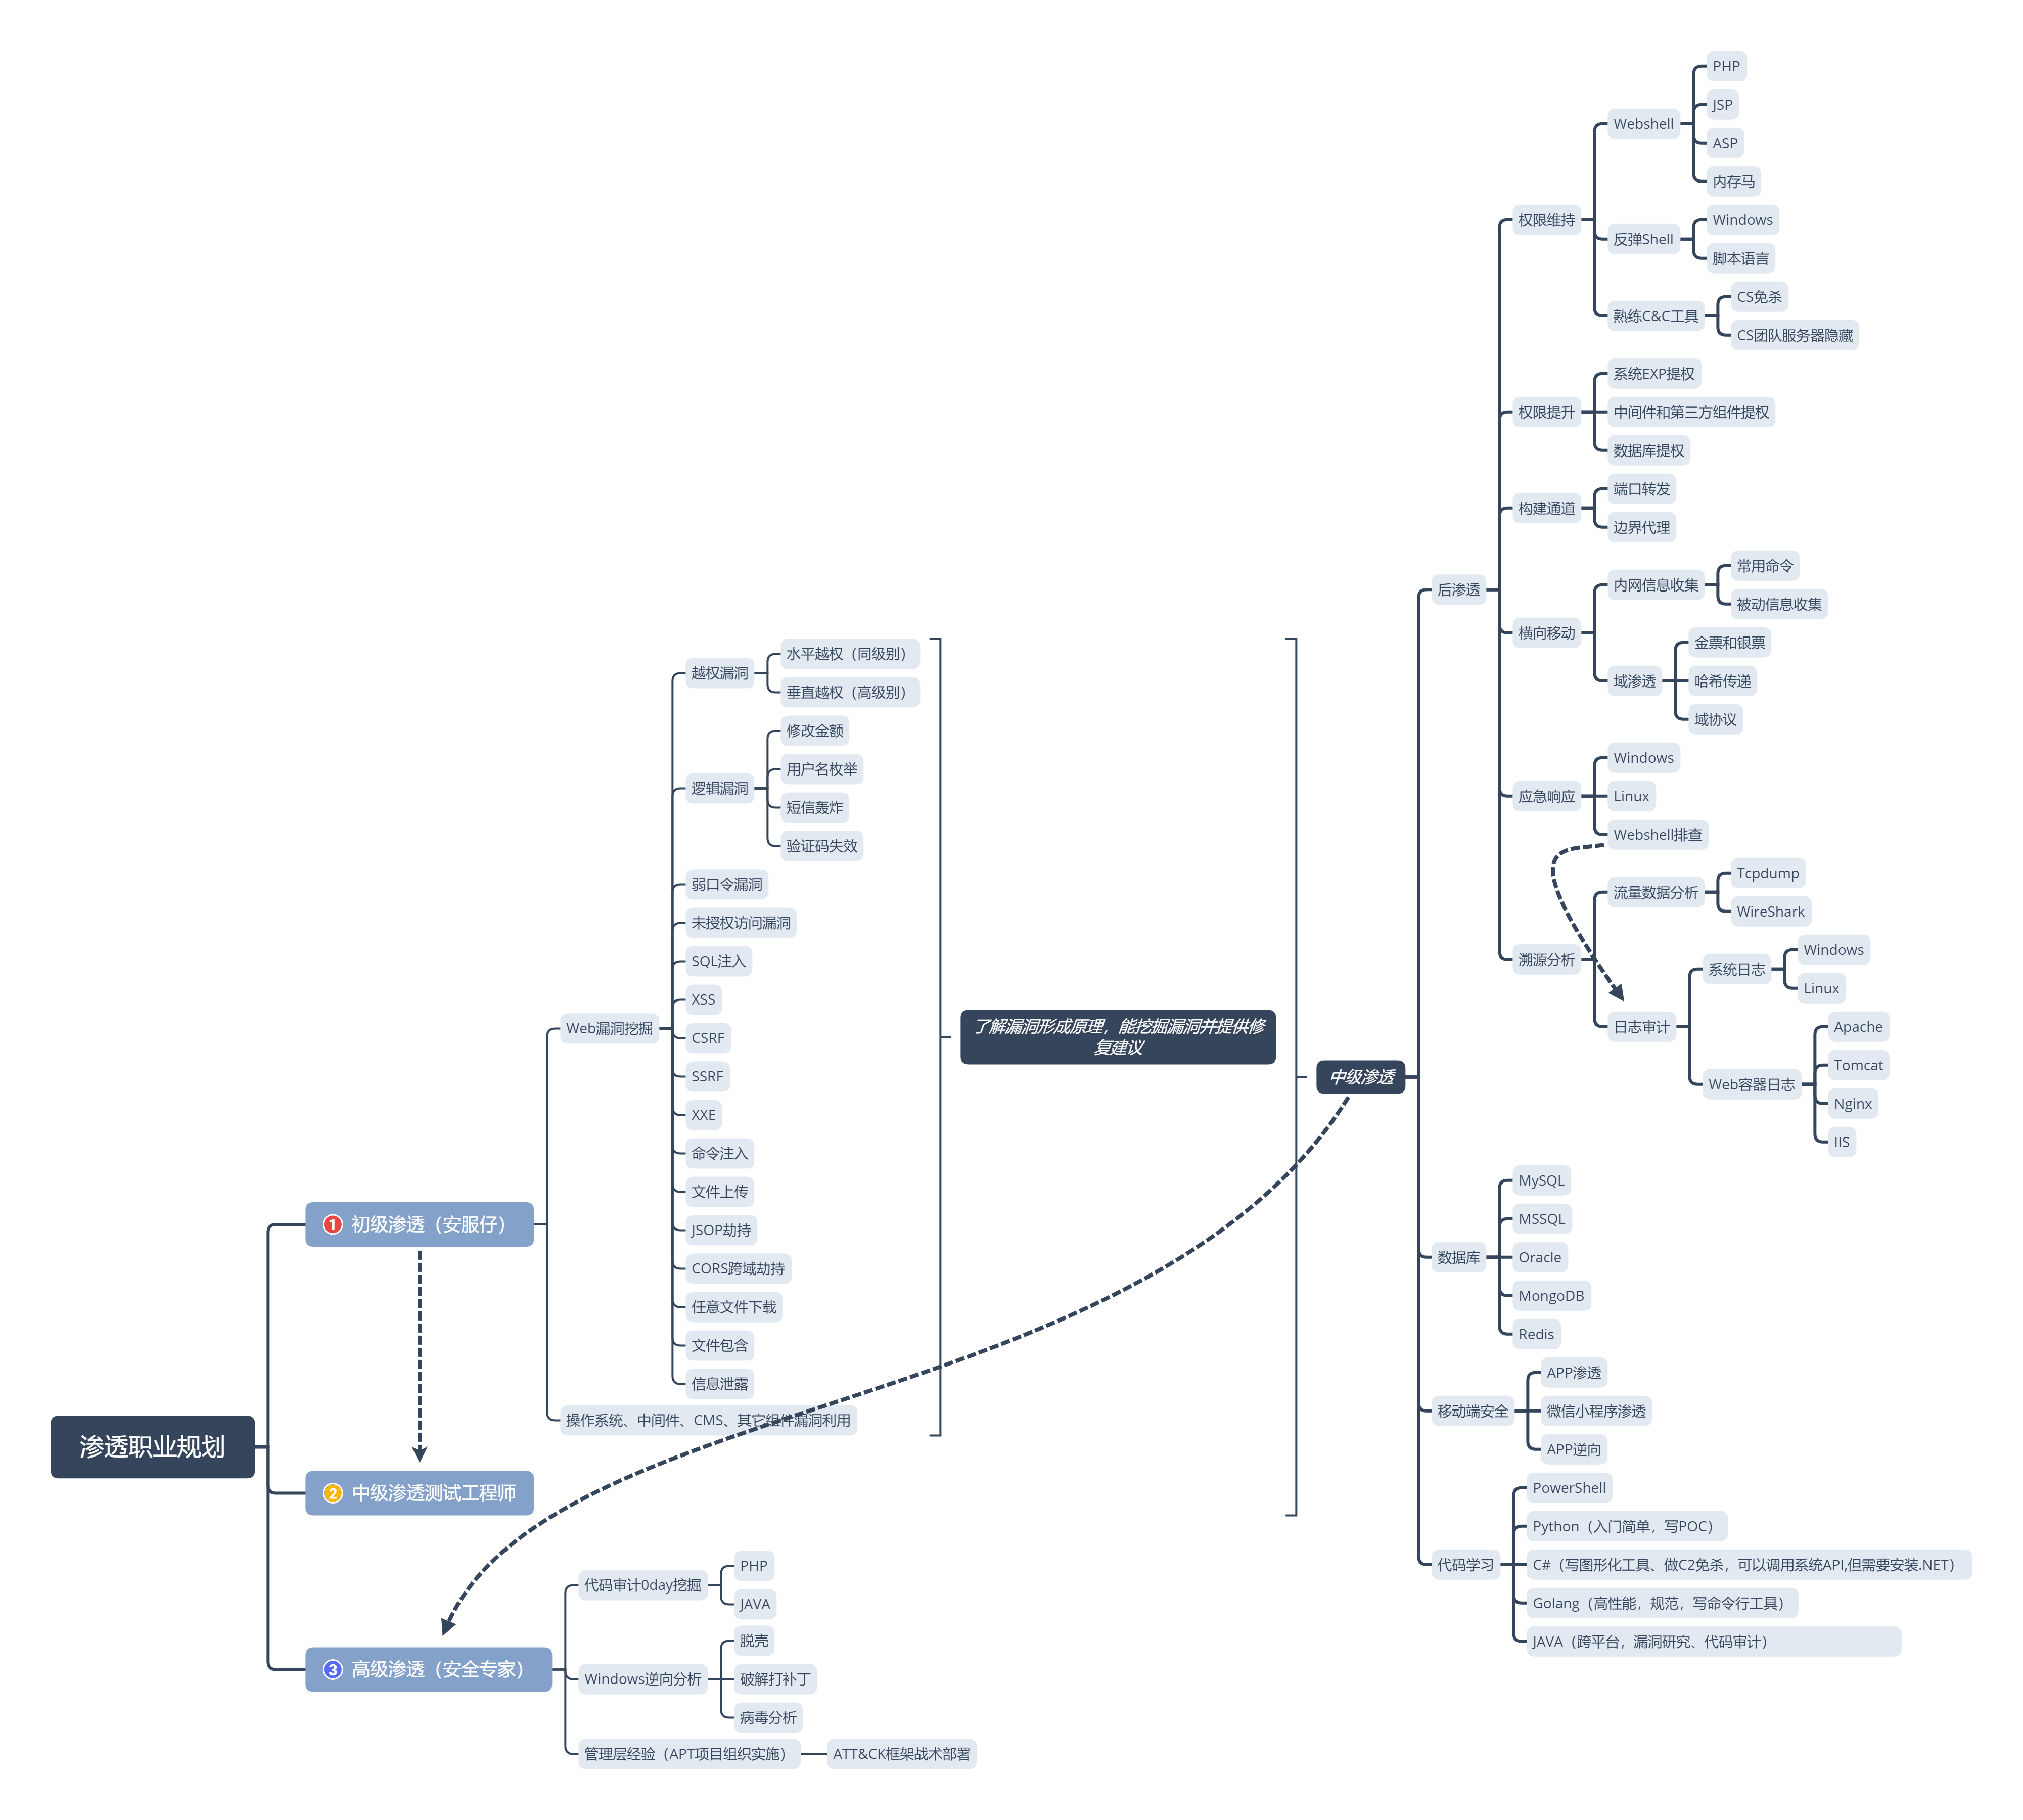 渗透职业规划
1 初级渗透（安服仔）
Web漏洞挖掘
越权漏洞
水平越权（同级别）
垂直越权（高级别）
逻辑漏洞
修改金额
用户名枚举
短信轰炸
验证码失效
弱口令漏洞
未授权访问漏洞
SQL注入
XSS
CSRF
SSRF
XXE
命令注入
文件上传
JSOP劫持
CORS跨域劫持
任意文件下载
文件包含
信息泄露
操作系统、中间件、CMS、其它组件漏洞利用
了解漏洞形成原理，能挖掘漏洞并提供修
复建议
2 中级渗透测试工程师
中级渗透
后渗透
权限维持
Webshell
PHP
JSP
ASP
内存马
反弹Shell
Windows
脚本语言
熟练C&C工具
CS免杀
CS团队服务器隐藏
权限提升
系统EXP提权
中间件和第三方组件提权
数据库提权
构建通道
端口转发
边界代理
横向移动
内网信息收集
常用命令
被动信息收集
域渗透
金票和银票
哈希传递
域协议
应急响应
Windows
Linux
Webshell排查
溯源分析
流量数据分析
Tcpdump
WireShark
日志审计
系统日志
Windows
Linux
Web容器日志
Apache
Tomcat
Nginx
IIS
数据库
MySQL
MSSQL
Oracle
MongoDB
Redis
移动端安全
APP渗透
微信小程序渗透
APP逆向
代码学习
PowerShell
Python（入门简单，写POC）
C#（写图形化工具、做C2免杀，可以调用系统API,但需要安装.NET）
Golang（高性能，规范，写命令行工具）
JAVA（跨平台，漏洞研究、代码审计）
3 高级渗透（安全专家）
代码审计0day挖掘
PHP
JAVA
Windows逆向分析
脱壳
破解打补丁
病毒分析
管理层经验（APT项目组织实施）
ATT&CK框架战术部署